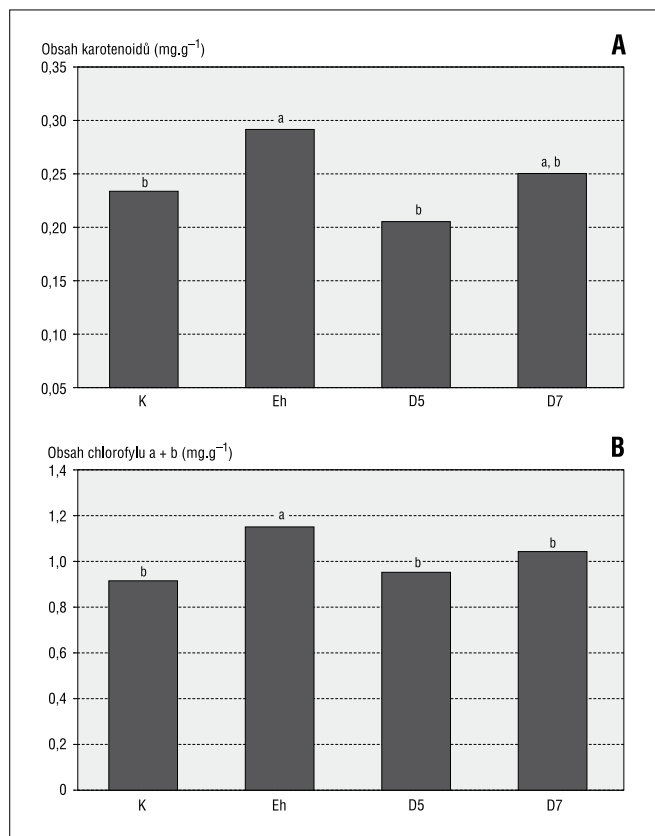 Obsah karotenoidů (mg.g⁻¹) A
0,35
0,30
0,25
0,20
0,15
0,10
0,05
b
a
b
a, b
K Eh D5 D7
Obsah chlorofylu a + b (mg.g⁻¹) B
1,4
1,2
1,0
0,8
0,6
0,4
0,2
0
b
a
b
b
K Eh D5 D7